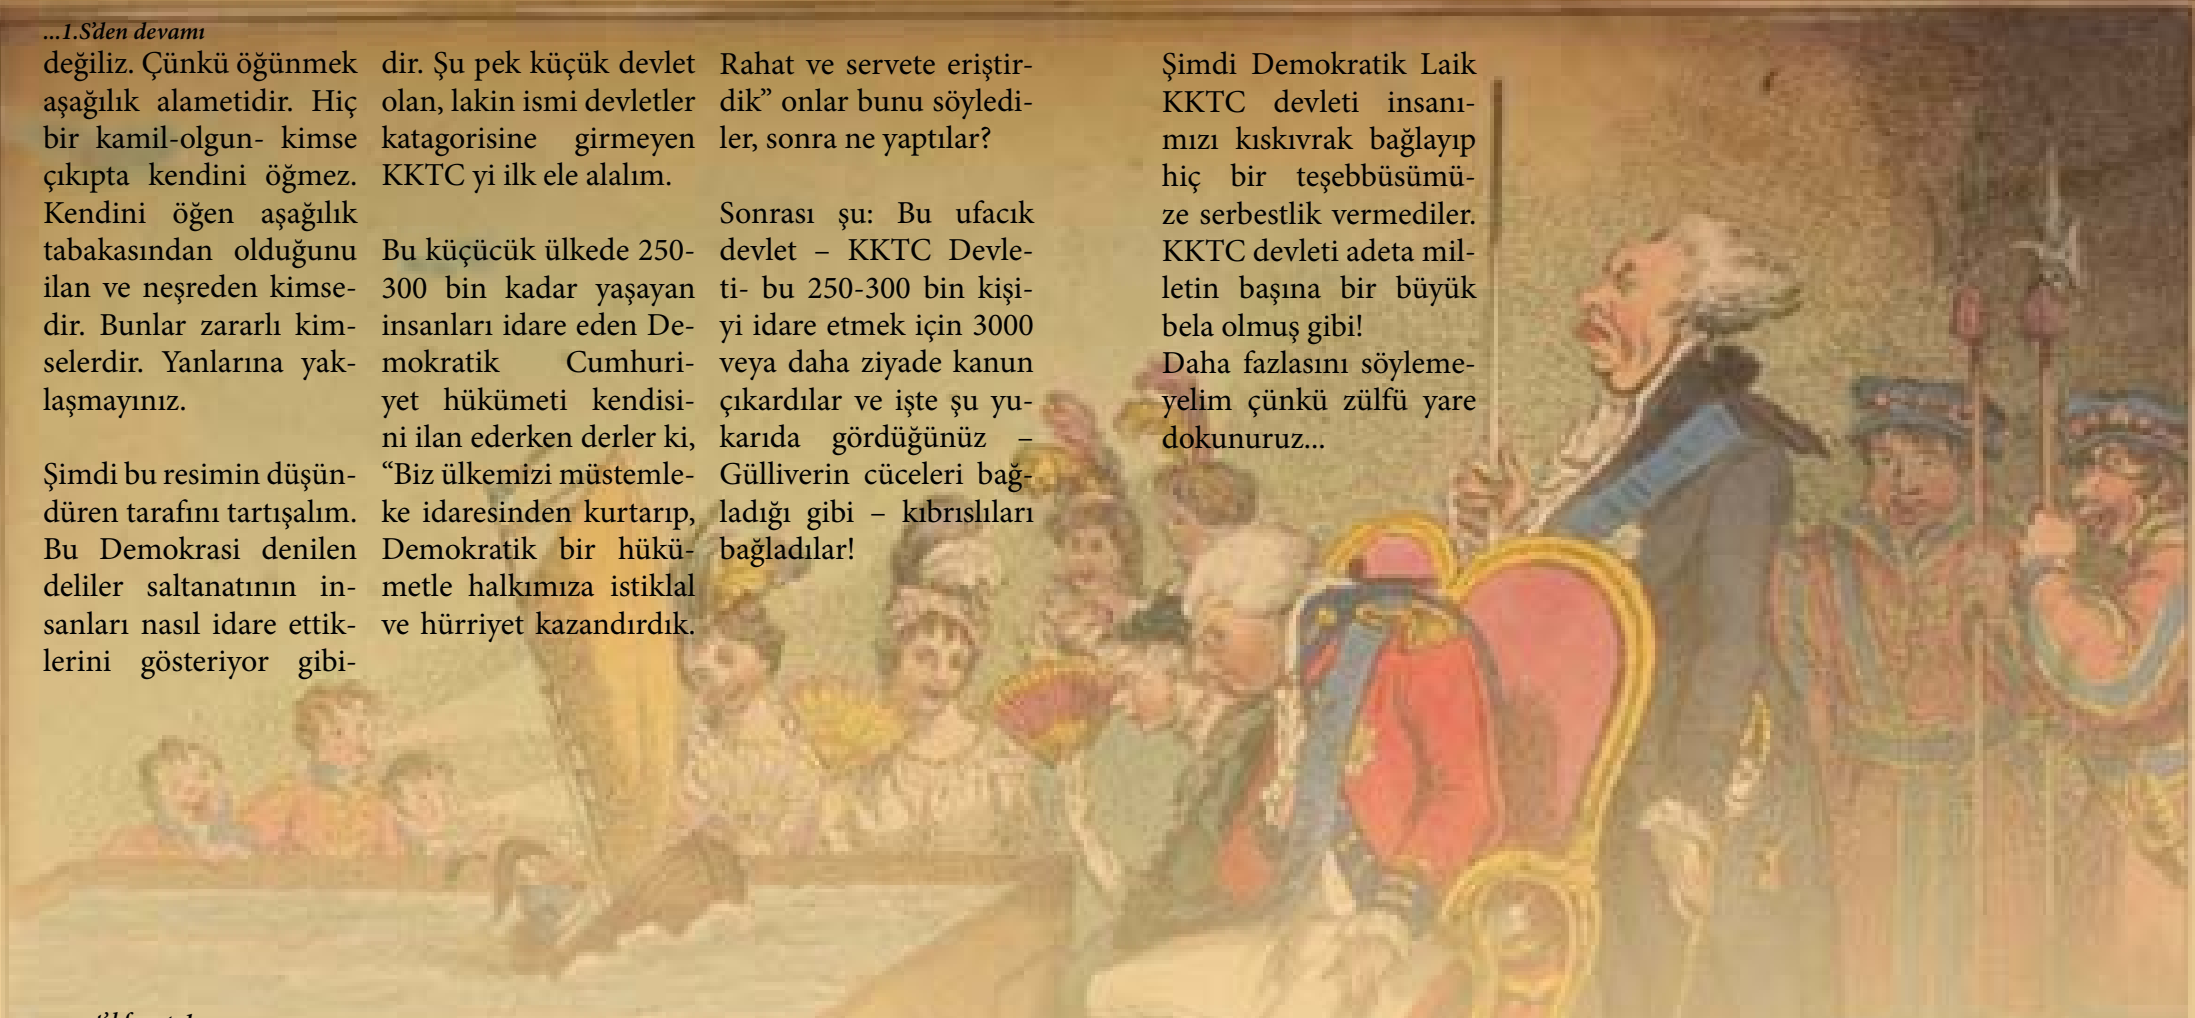 ...1.S'den devamı
değiliz. Çünkü öğünmek
aşağılık alametidir. Hiç
bir kamil-olgun- kimse
çıkıpta kendini öğmez.
Kendini öğen aşağılık
tabakasından olduğunu
ilan ve neşreden kimse-
dir. Bunlar zararlı kim-
selerdir. Yanlarına yak-
laşmayınız.

Şimdi bu resimin düşün-
düren tarafını tartışalım.
Bu Demokrasi denilen
deliler saltanatının in-
sanları nasıl idare ettik-
lerini gösteriyor gibi-
dir. Şu pek küçük devlet
olan, lakin ismi devletler
katagorisine girmeyen
KKTC yi ilk ele alalım.

Bu küçücük ülkede 250-
300 bin kadar yaşayan
insanları idare eden De-
mokratik Cumhuri-
yet hükümeti kendisi-
ni ilan ederken derler ki,
“Biz ülkemizi müstemle-
ke idaresinden kurtarıp,
Demokratik bir hükü-
metle halkımıza istiklal
ve hürriyet kazandırdık.
Rahat ve servete eriştir-
dik” onlar bunu söyledi-
ler, sonra ne yaptılar?

Sonrası şu: Bu ufacık
devlet – KKTC Devle-
ti- bu 250-300 bin kişi-
yi idare etmek için 3000
veya daha ziyade kanun
çıkardılar ve işte şu yu-
karıda gördüğünüz –
Gülliverin cüceleri bağ-
ladığı gibi – kıbrıslıları
bağladılar!

Şimdi Demokratik Laik
KKTC devleti insanı-
mızı kıskıvrak bağlayıp
hiç bir teşebbüsümü-
ze serbestlik vermediler.
KKTC devleti adeta mil-
letin başına bir büyük
bela olmuş gibi!
Daha fazlasını söyleme-
yelim çünkü zülfü yare
dokunuruz...